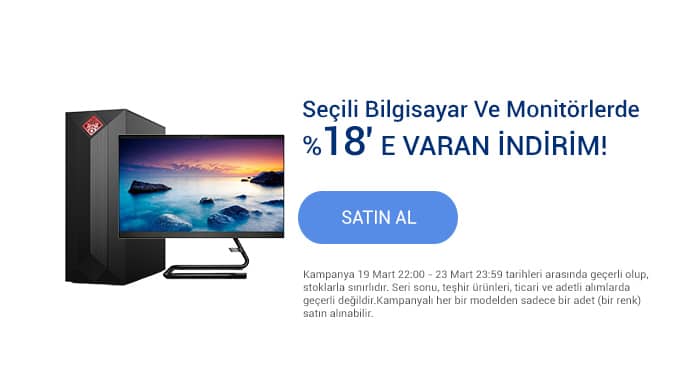 Seçili Bilgisayar Ve Monitörlerde
%18' E VARAN İNDİRİM!
SATIN AL
Kampanya 19 Mart 22:00 - 23 Mart 23:59 tarihleri arasında geçerli olup,
stoklarla sınırlıdır. Seri sonu, teşhir ürünleri, ticari ve adetli alımlarda
geçerli değildir.Kampanyalı her bir modelden sadece bir adet (bir renk)
satın alınabilir.